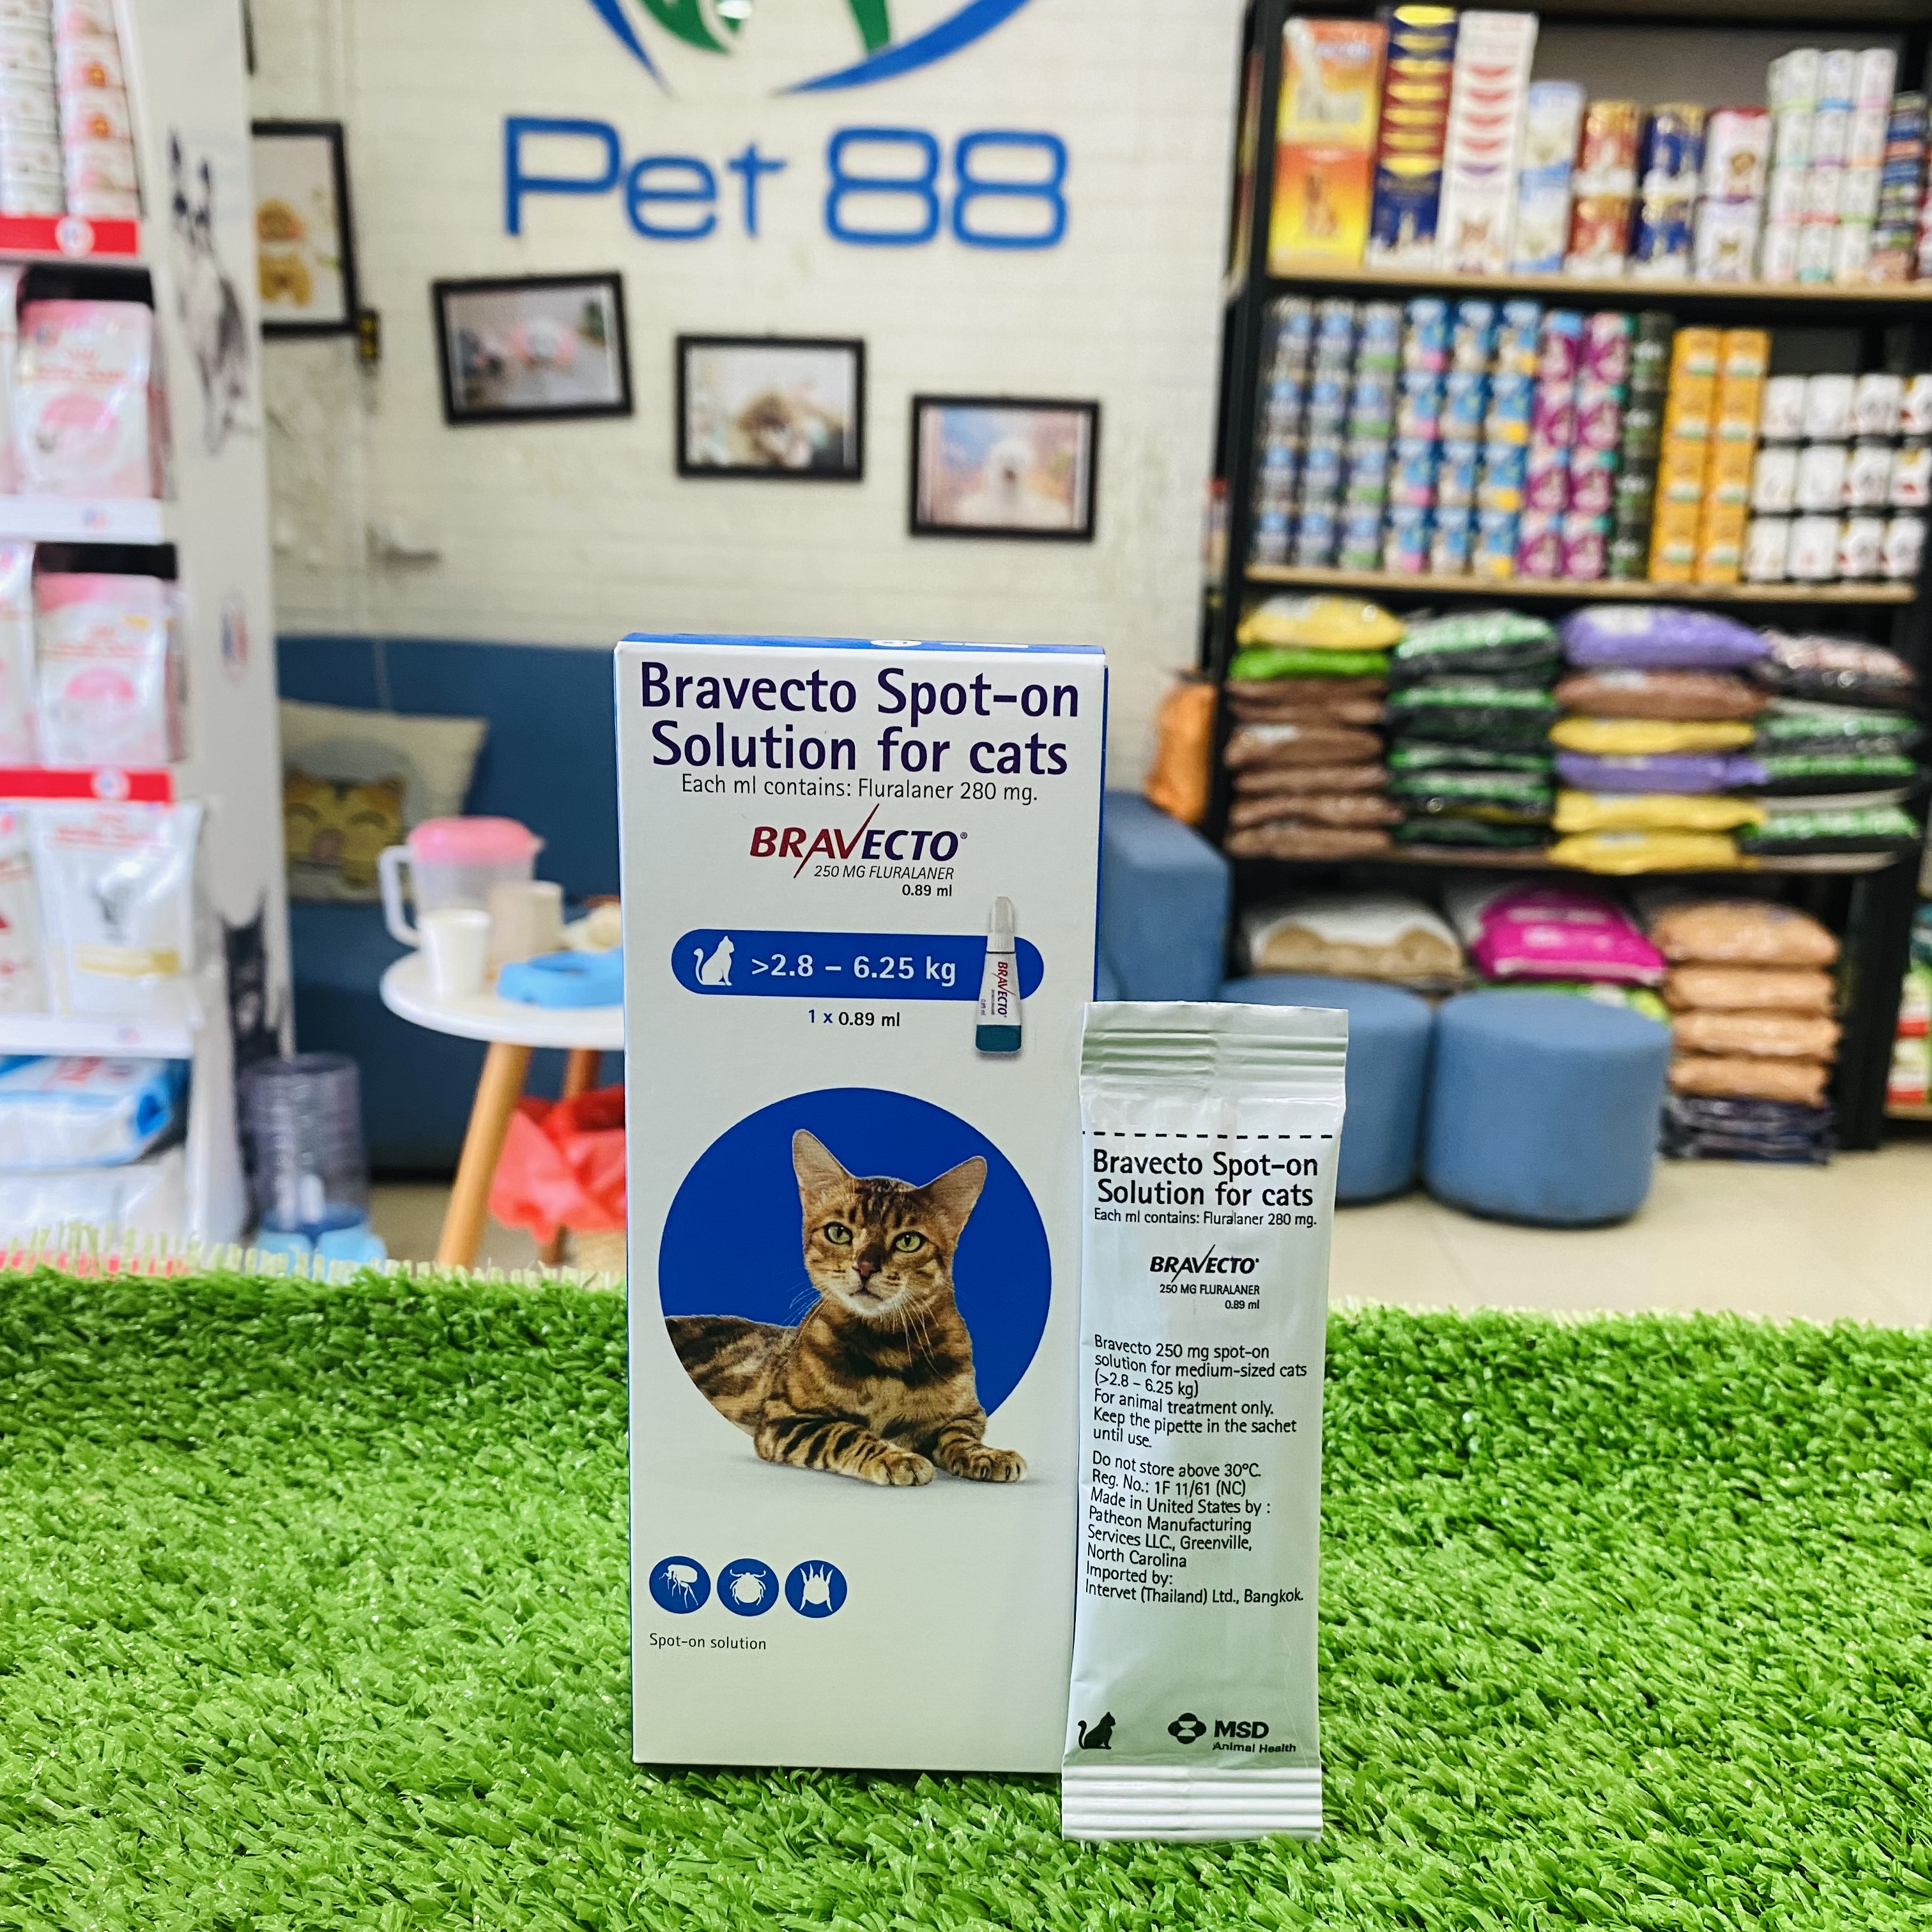 Pet 88
Bravecto Spot-on
Solution for cats
Each ml contains: Fluralaner 280 mg.
BRAVECTO®
250 MG FLURALANER
0.89 ml
>2.8 – 6.25 kg
BRAVECTO
1 x 0.89 ml
Spot-on solution
Bravecto Spot-on
Solution for cats
Each ml contains: Fluralaner 280 mg.
BRAVECTO®
250 MG FLURALANER
0.89 ml
Bravecto 250 mg spot-on
solution for medium-sized cats
(>2.8 – 6.25 kg)
For animal treatment only.
Keep the pipette in the sachet
until use.
Do not store above 30°C.
Reg. No.: 1F 11/61 (NC)
Made in United States by :
Patheon Manufacturing
Services LLC., Greenville,
North Carolina
Imported by:
Intervet (Thailand) Ltd., Bangkok.
MSD
Animal Health